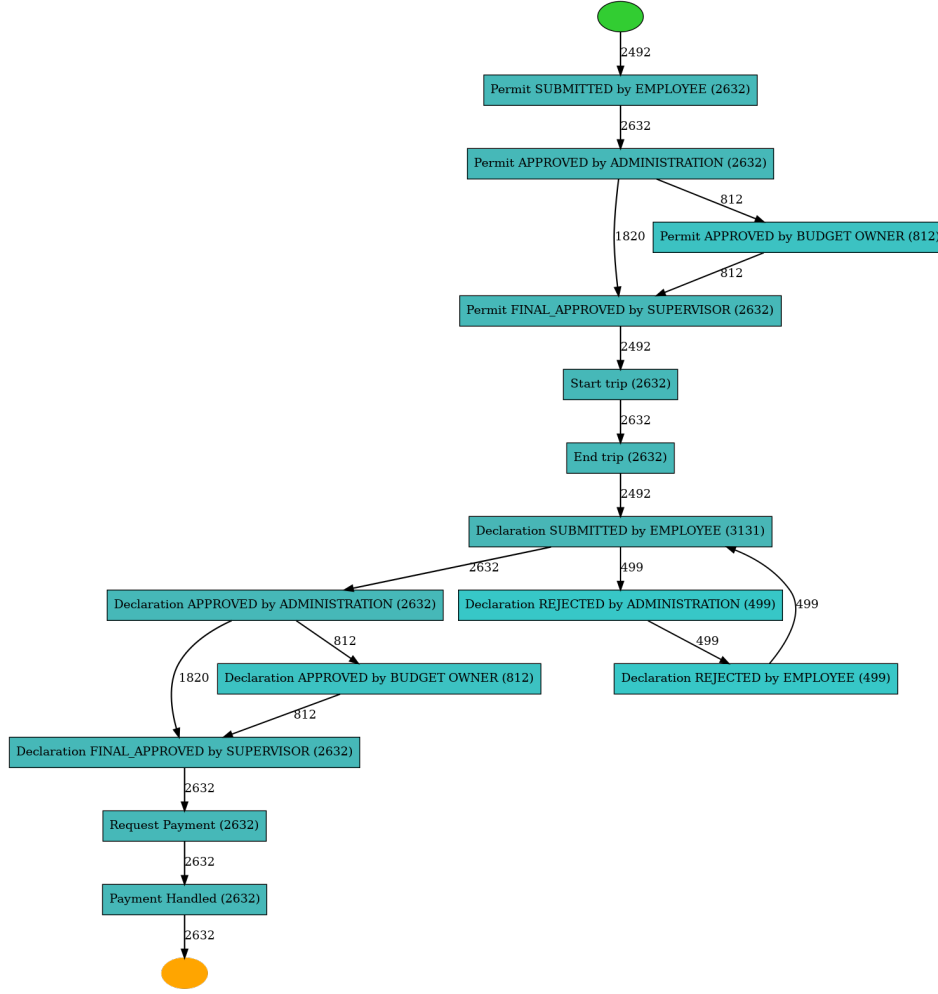 2492
Permit SUBMITTED by EMPLOYEE (2632)
2632
Permit APPROVED by ADMINISTRATION (2632)
812
1820
Permit APPROVED by BUDGET OWNER (812)
812
Permit FINAL_APPROVED by SUPERVISOR (2632)
2492
Start trip (2632)
2632
End trip (2632)
2492
Declaration SUBMITTED by EMPLOYEE (3131)
2632
499
Declaration APPROVED by ADMINISTRATION (2632)
Declaration REJECTED by ADMINISTRATION (499)
499
812
499
1820
Declaration APPROVED by BUDGET OWNER (812)
Declaration REJECTED by EMPLOYEE (499)
812
Declaration FINAL_APPROVED by SUPERVISOR (2632)
2632
Request Payment (2632)
2632
Payment Handled (2632)
2632